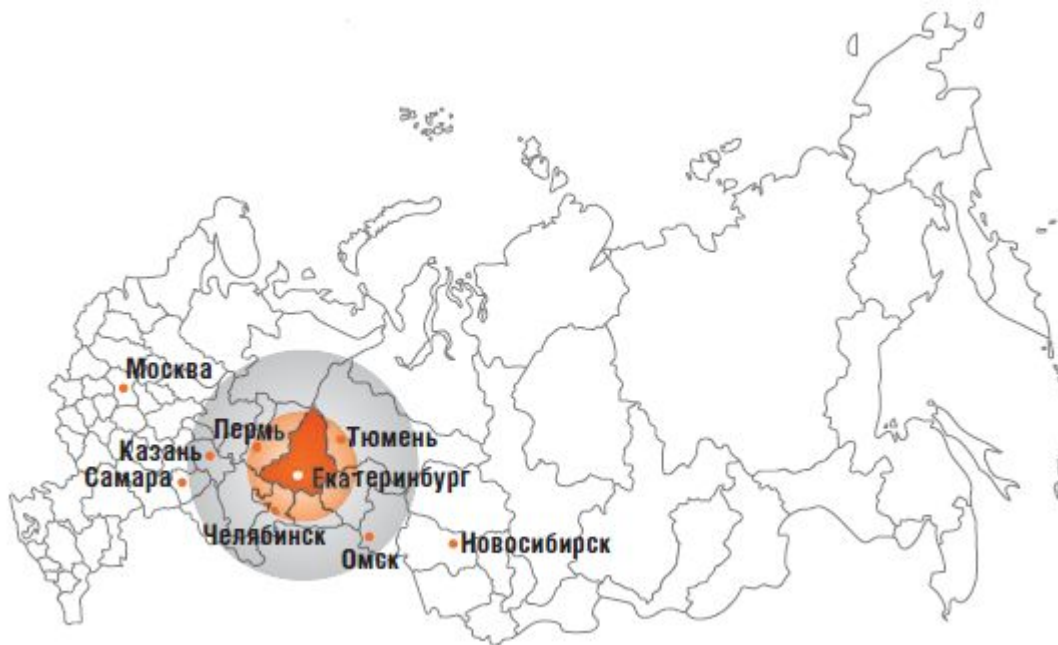 Москва
Пермь
Тюмень
Казань
Самара
Екатеринбург
Челябинск
Омск
Новосибирск